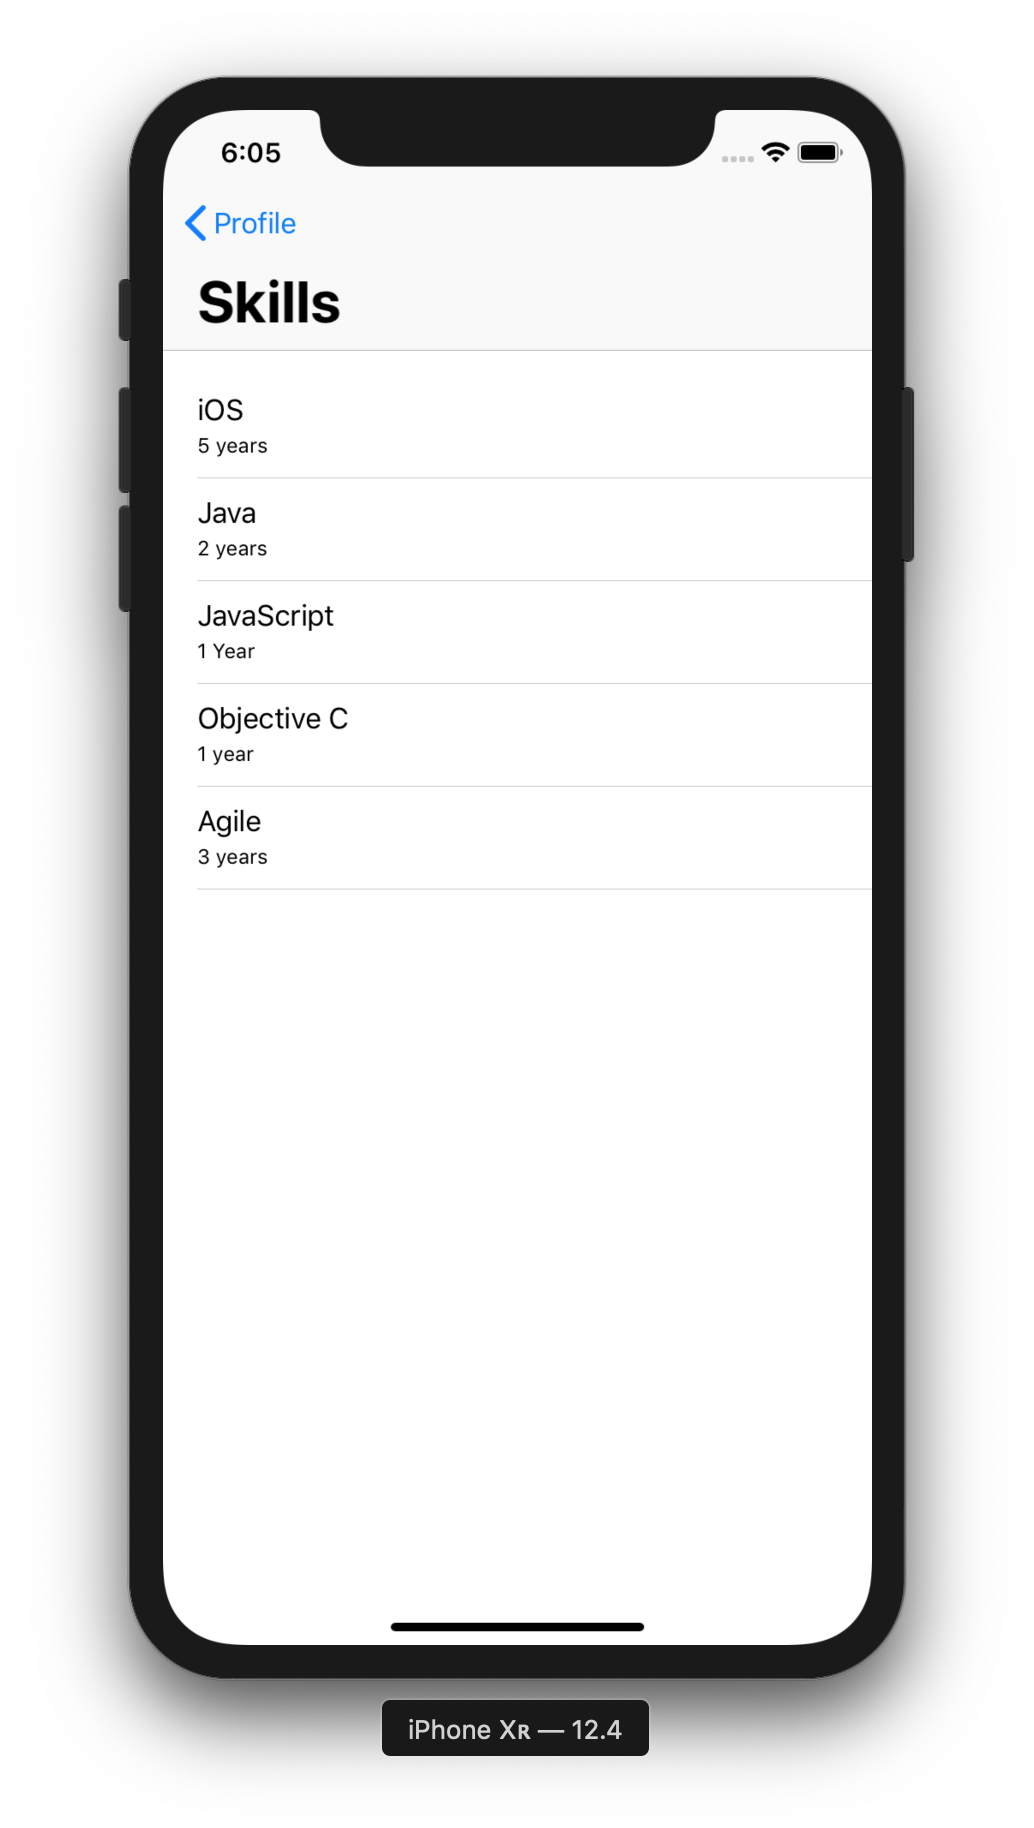 6:05
Profile
Skills
iOS
5 years
Java
2 years
JavaScript
1 Year
Objective C
1 year
Agile
3 years
iPhone Xʀ — 12.4